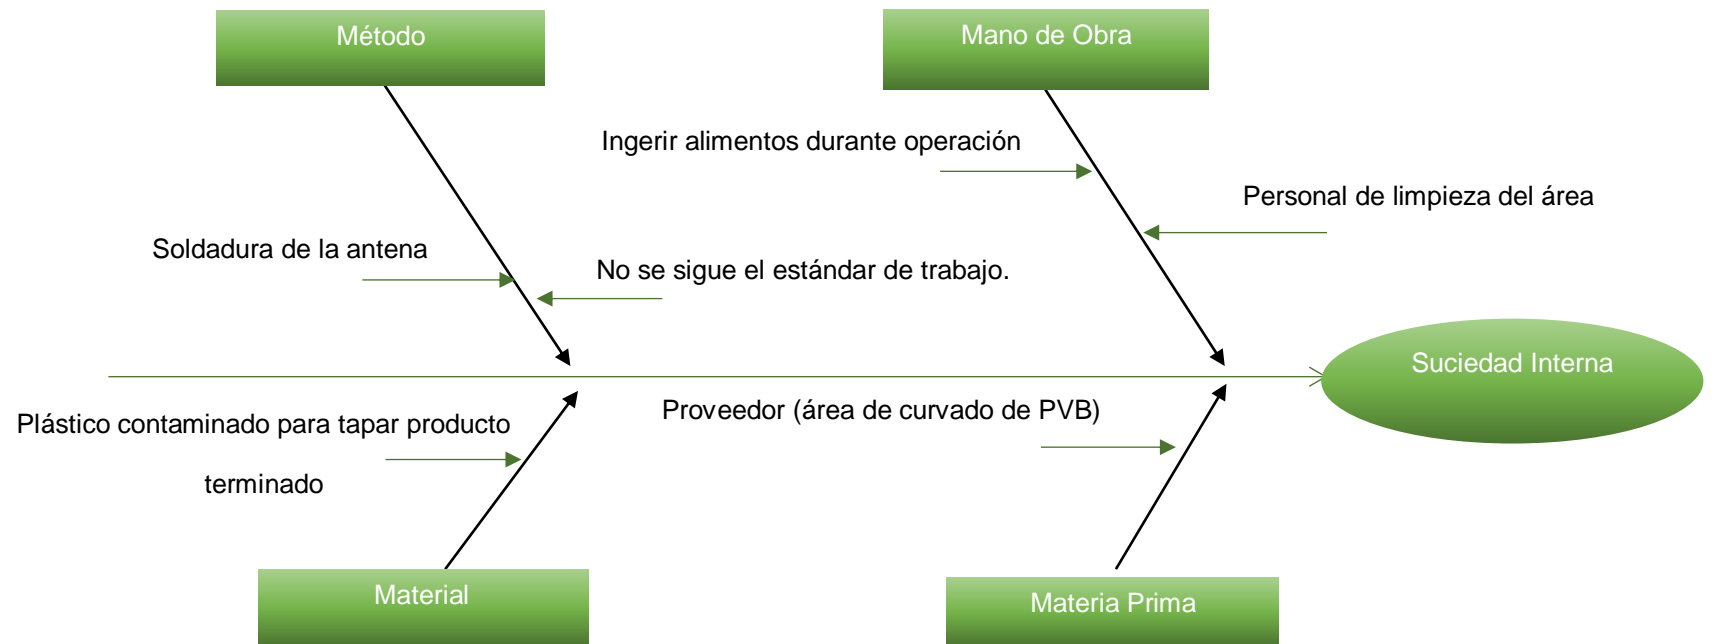 Método
Mano de Obra
Ingerir alimentos durante operación
Personal de limpieza del área
Soldadura de la antena
No se sigue el estándar de trabajo.
Suciedad Interna
Plástico contaminado para tapar producto
terminado
Proveedor (área de curvado de PVB)
Material
Materia Prima